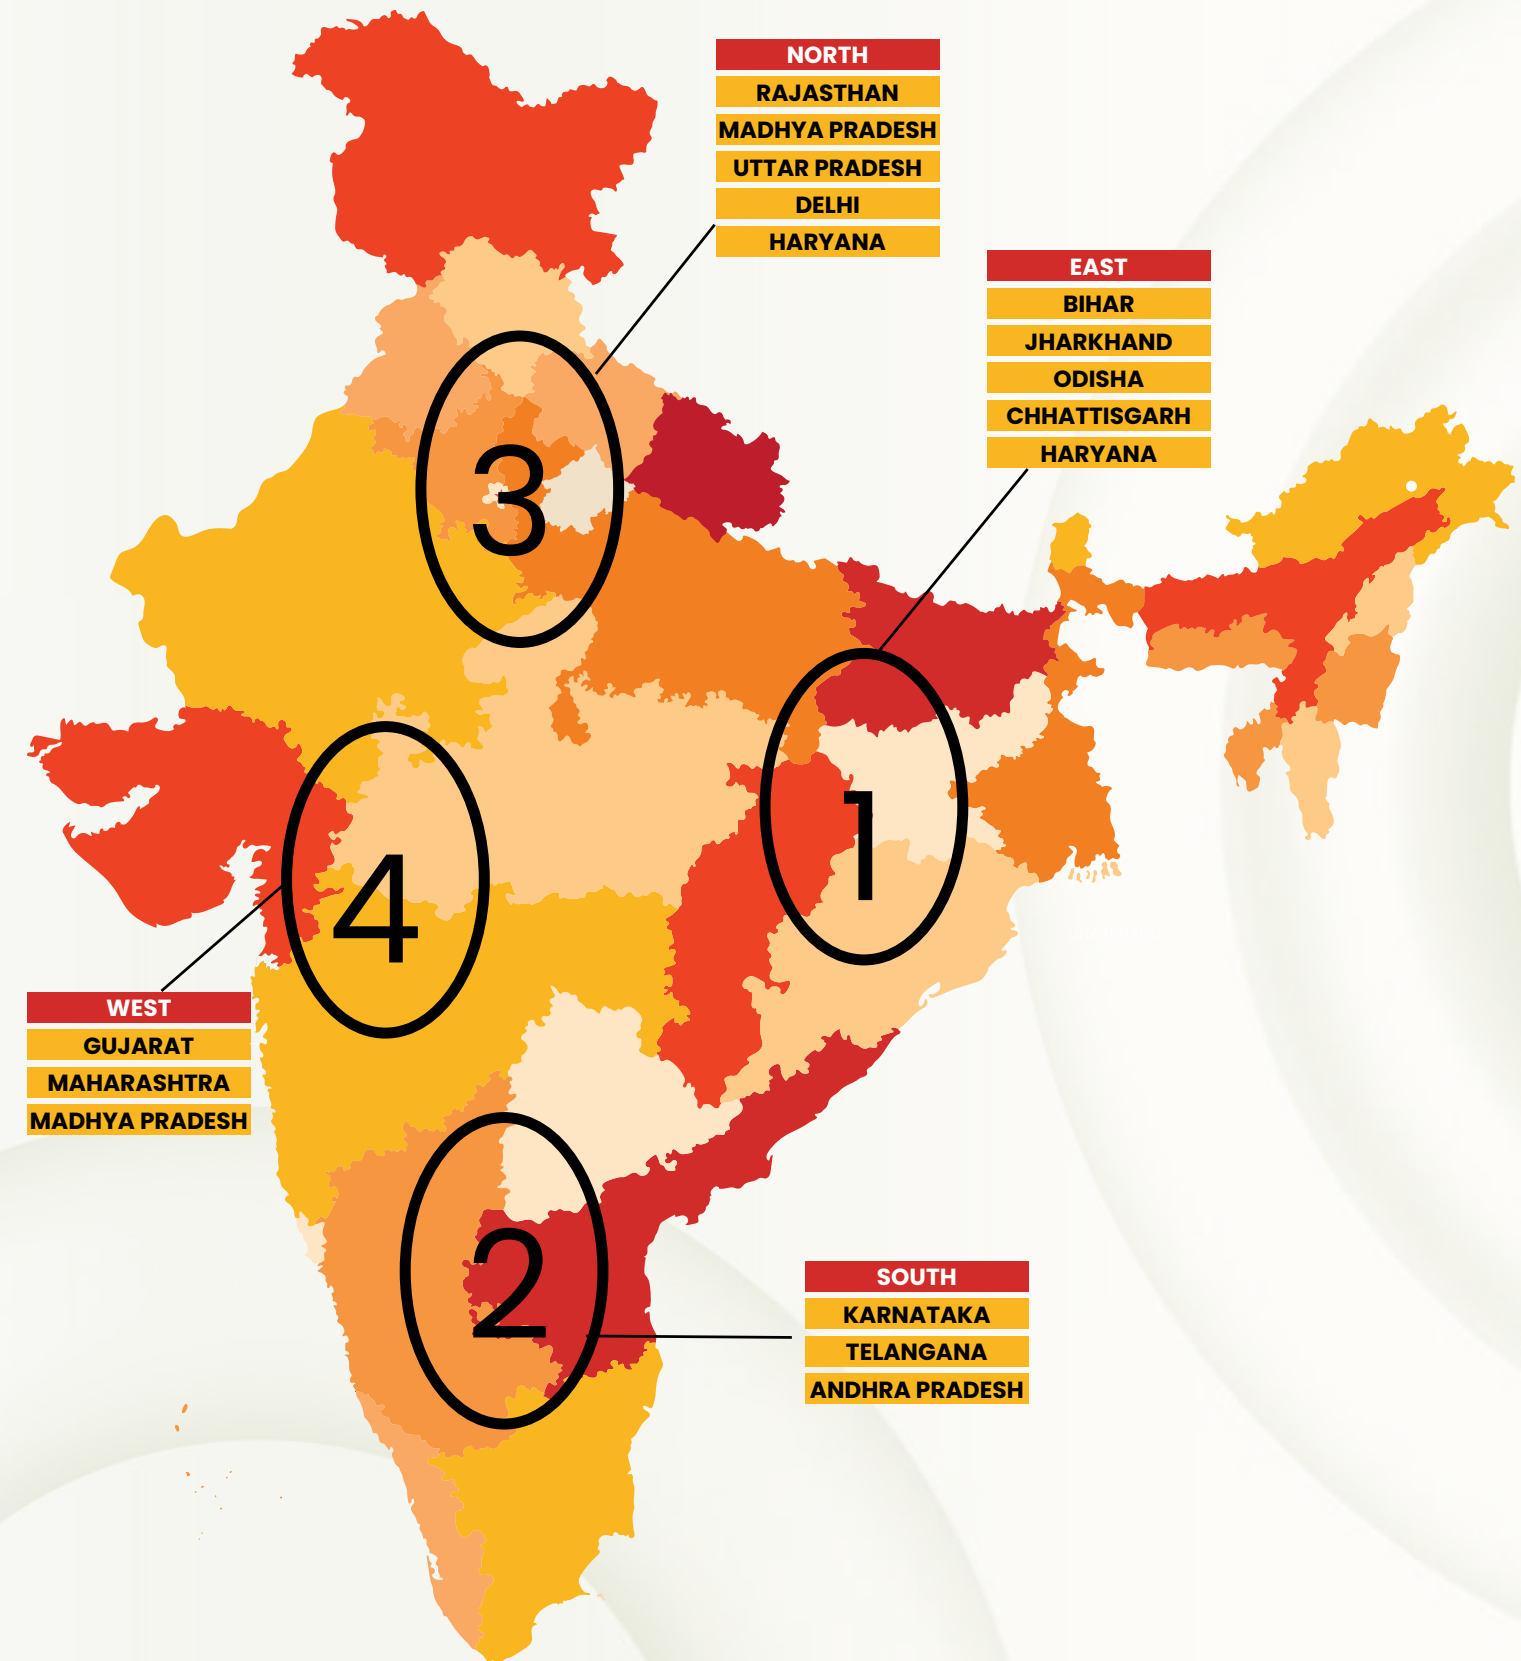 NORTH
RAJASTHAN
MADHYA PRADESH
UTTAR PRADESH
DELHI
HARYANA
EAST
BIHAR
JHARKHAND
ODISHA
CHHATTISGARH
HARYANA
3
1
4
WEST
GUJARAT
MAHARASHTRA
MADHYA PRADESH
2
SOUTH
KARNATAKA
TELANGANA
ANDHRA PRADESH